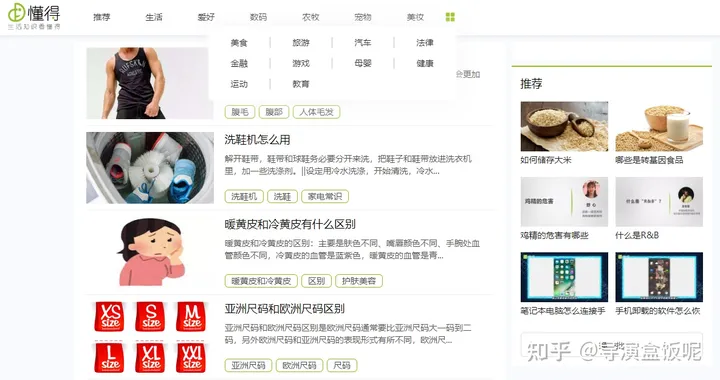 懂得
生活知识看懂得
推荐 生活 爱好 数码 农牧 宠物 美妆
美食 旅游 汽车 法律
金融 游戏 母婴 健康
运动 教育
分更加
腹毛 腹部 人体毛发
洗鞋机怎么用
解开鞋带，鞋带和球鞋务必要分开来洗，把鞋子和鞋带放进洗衣机
里，加一些洗涤剂。||设定用冷水洗涤，开始清洗，冷水...
洗鞋机 洗鞋 家电常识
暖黄皮和冷黄皮有什么区别
暖黄皮和冷黄皮的区别：主要是肤色不同、嘴眉颜色不同、手腕处血
管颜色不同，冷黄皮的血管是蓝紫色，暖黄皮的血管是青...
暖黄皮和冷黄皮 区别 护肤美容
XS size S size M size
L size XL size XXL size
亚洲尺码和欧洲尺码区别
亚洲尺码和欧洲尺码区别是欧洲尺码通常要比亚洲尺码大一码到二
码，另外欧洲尺码和亚洲尺码的表现形式有所不同，欧洲尺...
亚洲尺码 欧洲尺码 尺码
推荐
如何储存大米 哪些是转基因食品
鸡精的危害 舒心
什么是"R&B"?
鸡精的危害有哪些 什么是R&B
笔记本电脑怎么连接手 手机卸载的软件怎么恢
知乎 @导演盒饭呢